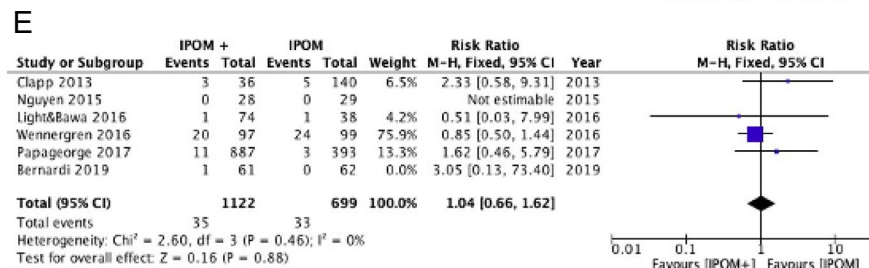 E
IPOM + IPOM Risk Ratio Risk Ratio
Study or Subgroup Events Total Events Total Weight M-H, Fixed, 95% CI Year M-H, Fixed, 95% CI
Clapp 2013 3 36 5 140 6.5% 2.33 [0.58, 9.31] 2013
Nguyen 2015 0 28 0 29 Not estimable 2015
Light&Bawa 2016 1 74 1 38 4.2% 0.51 [0.03, 7.99] 2016
Wennergren 2016 20 97 24 99 75.9% 0.85 [0.50, 1.44] 2016
Papageorge 2017 11 887 3 393 13.3% 1.62 [0.46, 5.79] 2017
Bernardi 2019 1 61 0 62 0.0% 3.05 [0.13, 73.40] 2019
Total (95% CI) 1122 699 100.0% 1.04 [0.66, 1.62]
Total events 35 33
Heterogeneity: Chi² = 2.60, df = 3 (P = 0.46); I² = 0%
Test for overall effect: Z = 0.16 (P = 0.88)
0.01 0.1 1 10
Favours [IPOM+] Favours [IPOM]